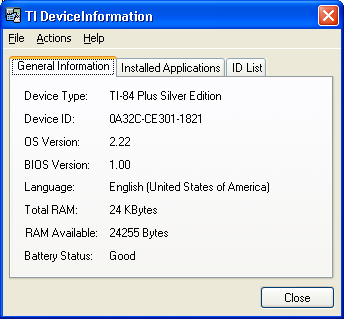 TI DeviceInformation
File Actions Help
General Information Installed Applications ID List
Device Type: TI-84 Plus Silver Edition
Device ID: 0A32C-CE301-1821
OS Version: 2.22
BIOS Version: 1.00
Language: English (United States of America)
Total RAM: 24 KBytes
RAM Available: 24255 Bytes
Battery Status: Good
Close